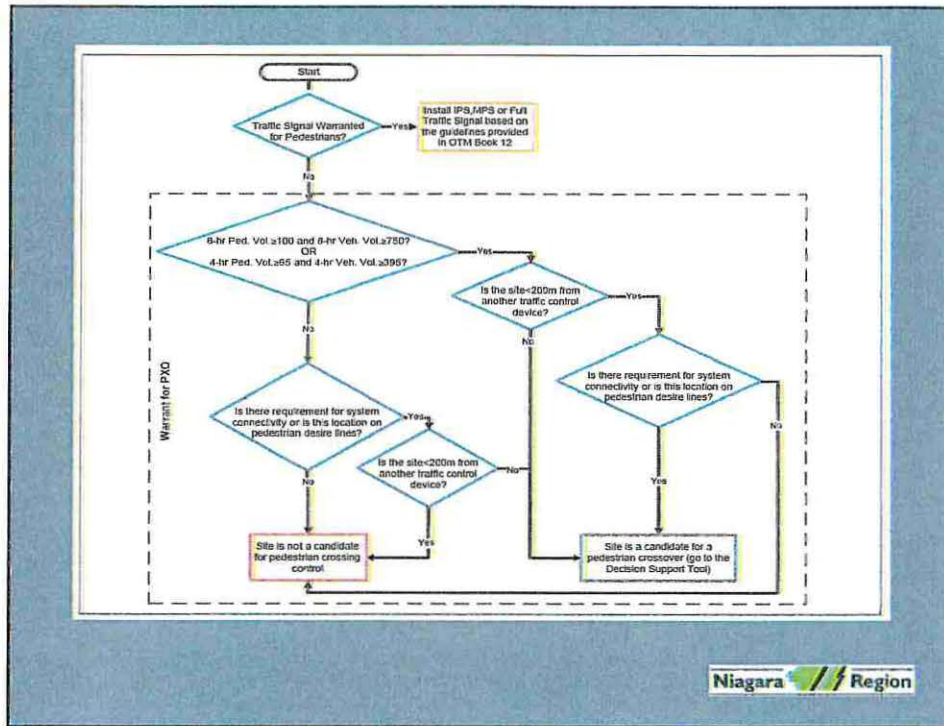 Start
Traffic Signal Warranted
for Pedestrians?
Yes
Install IPS,MPS or Full
Traffic Signal based on
the guidelines provided
in OTM Book 12
No
8-hr Ped. Vol.≥100 and 8-hr Veh. Vol.≥750?
OR
4-hr Ped. Vol.≥65 and 4-hr Veh. Vol.≥395?
Yes
Is the site<200m from
another traffic control
device?
Yes
No
No
Is there requirement for system
connectivity or is this location on
pedestrian desire lines?
No
Warrant for PXO
Is there requirement for system
connectivity or is this location on
pedestrian desire lines?
Yes
Is the site<200m from
another traffic control
device?
No
Yes
No
Yes
Site is not a candidate
for pedestrian crossing
control
Site is a candidate for a
pedestrian crossover (go to the
Decision Support Tool)
Niagara Region